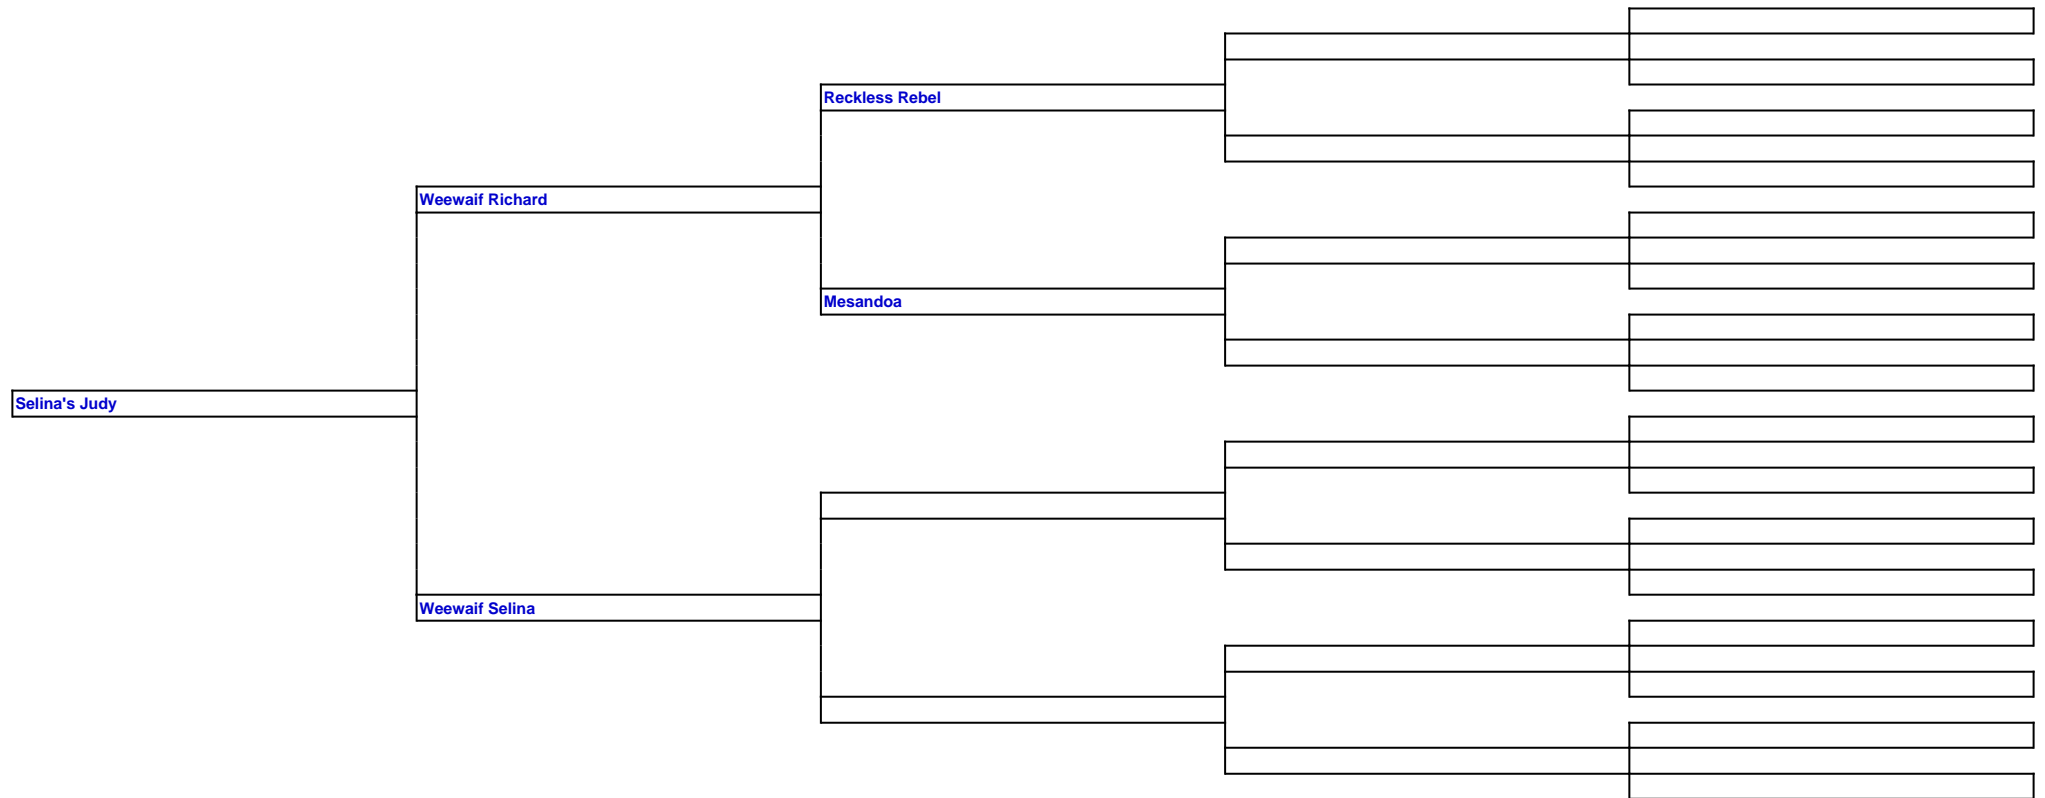 Reckless Rebel
Weewaif Richard
Mesandoa
Selina's Judy
Weewaif Selina